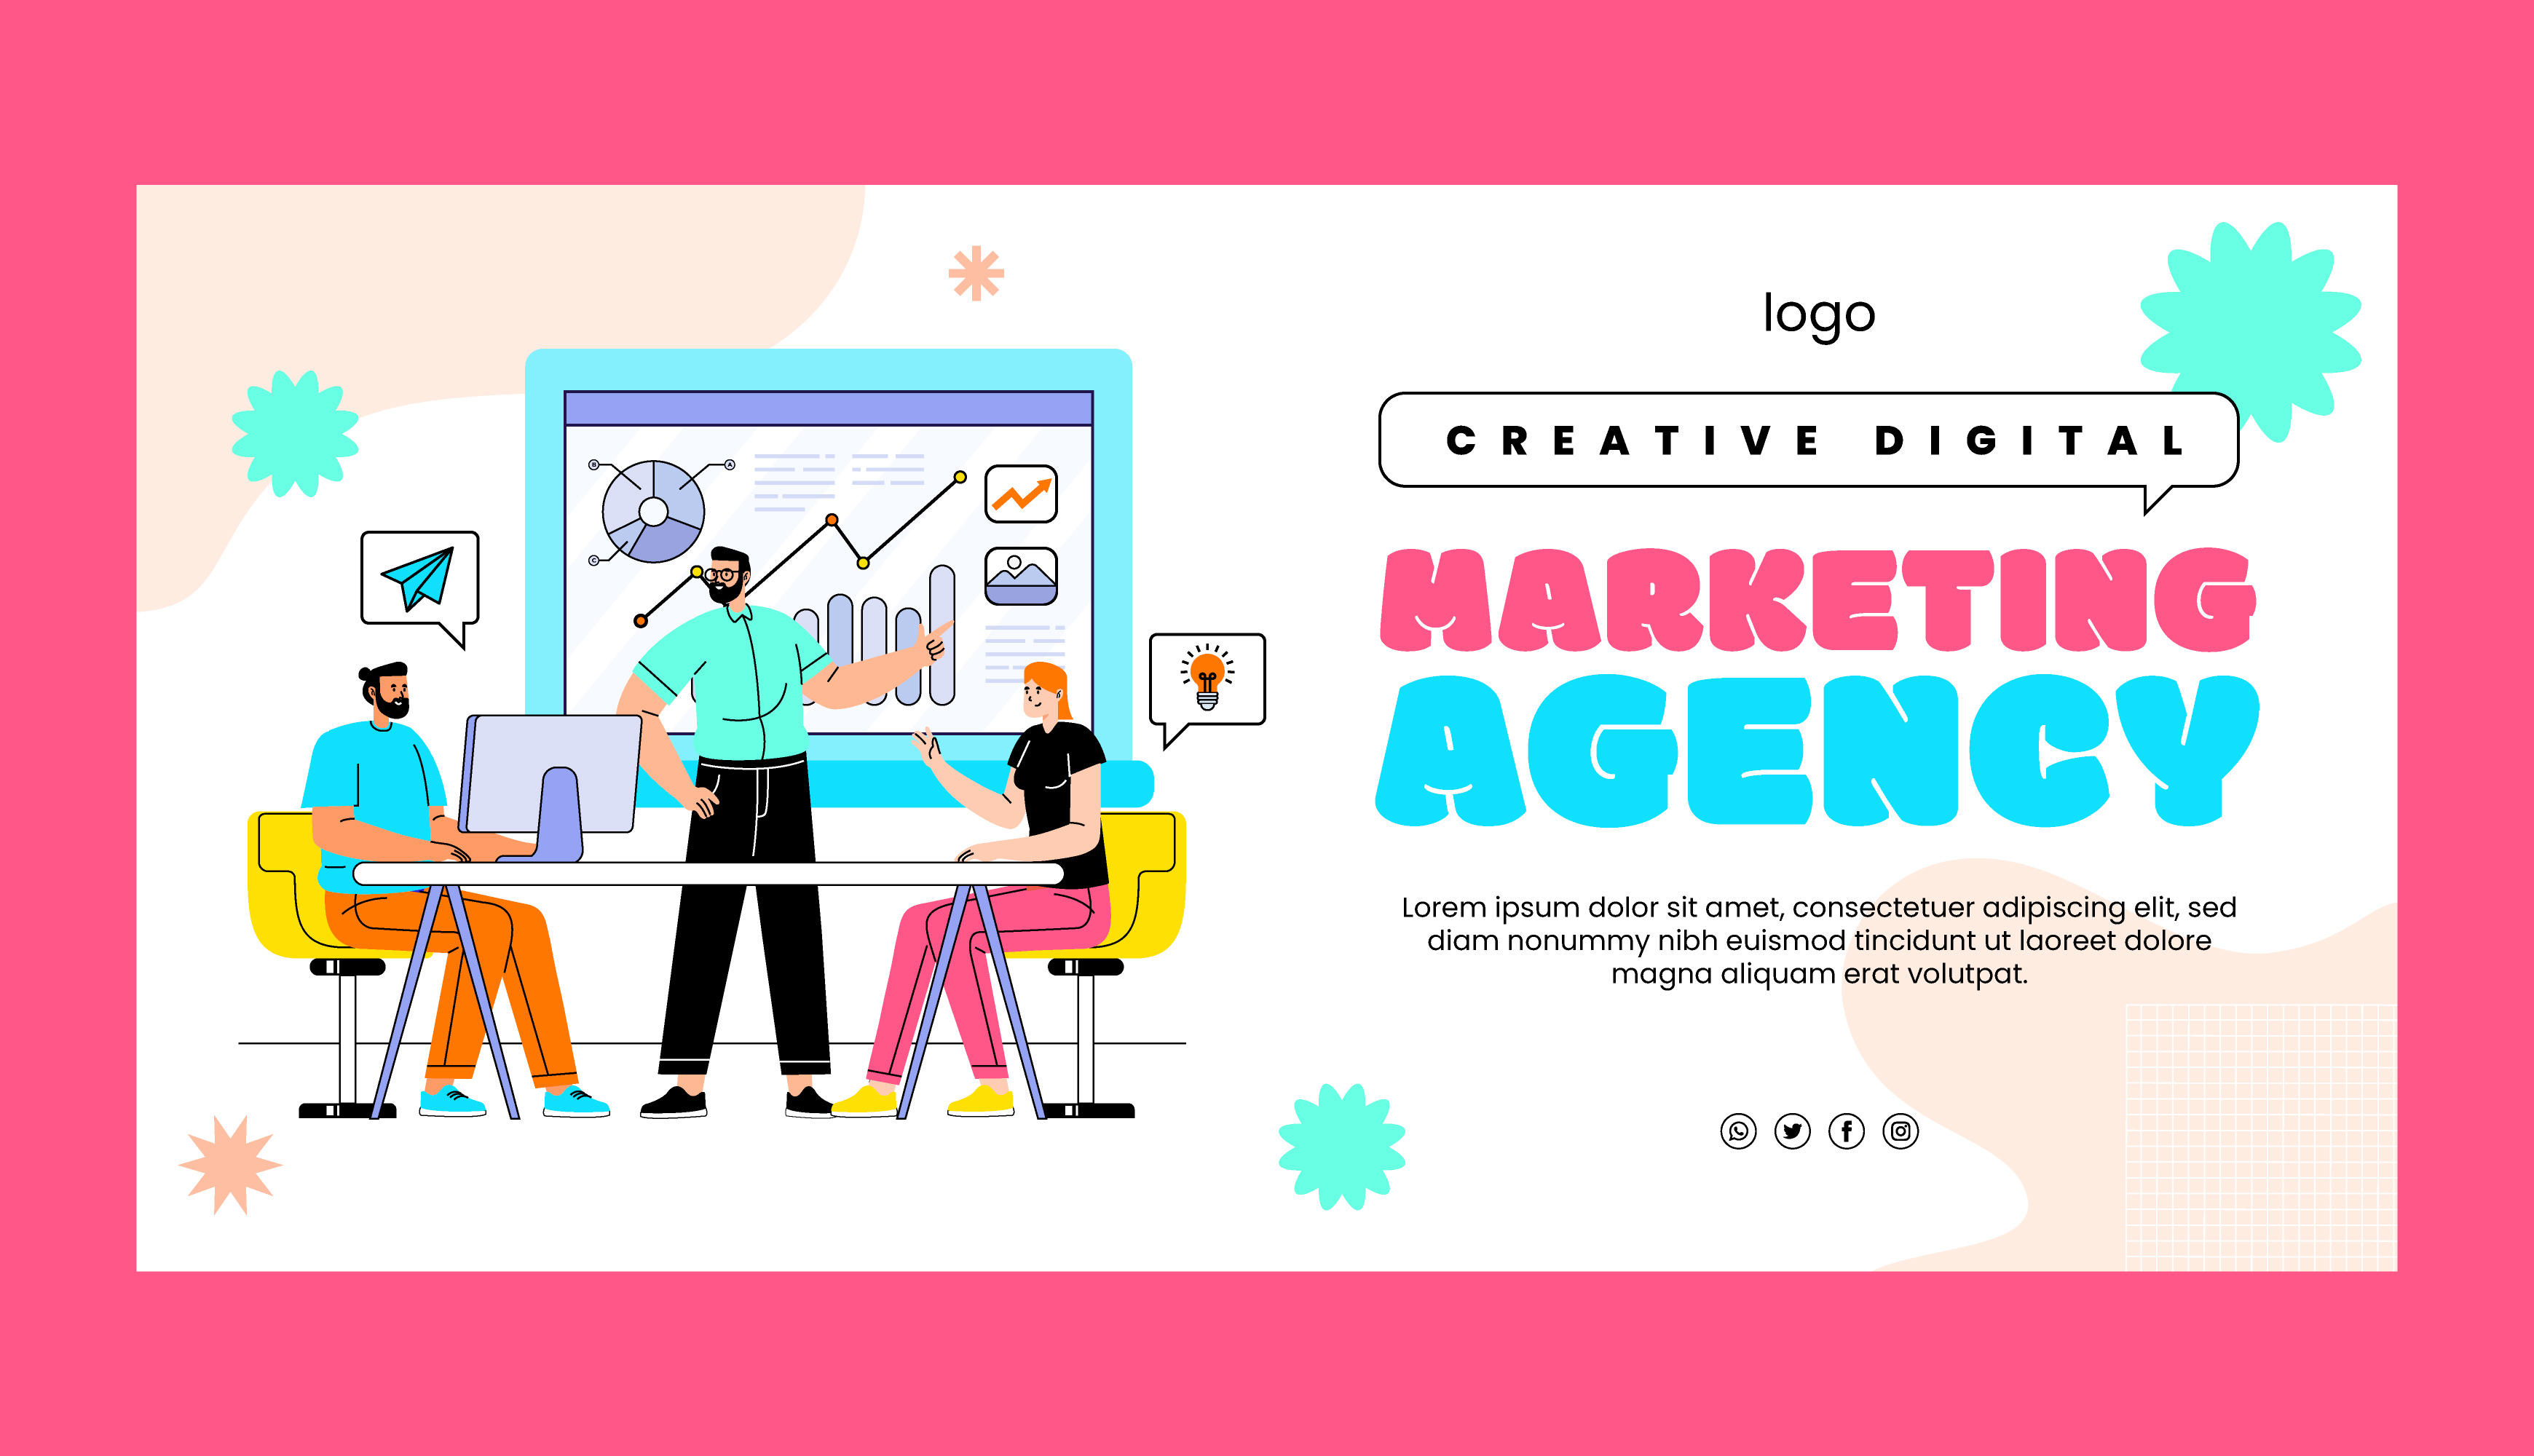 logo
CREATIVE DIGITAL
MARKETING
AGENCY
Lorem ipsum dolor sit amet, consectetuer adipiscing elit, sed
diam nonummy nibh euismod tincidunt ut laoreet dolore
magna aliquam erat volutpat.
B
A
C